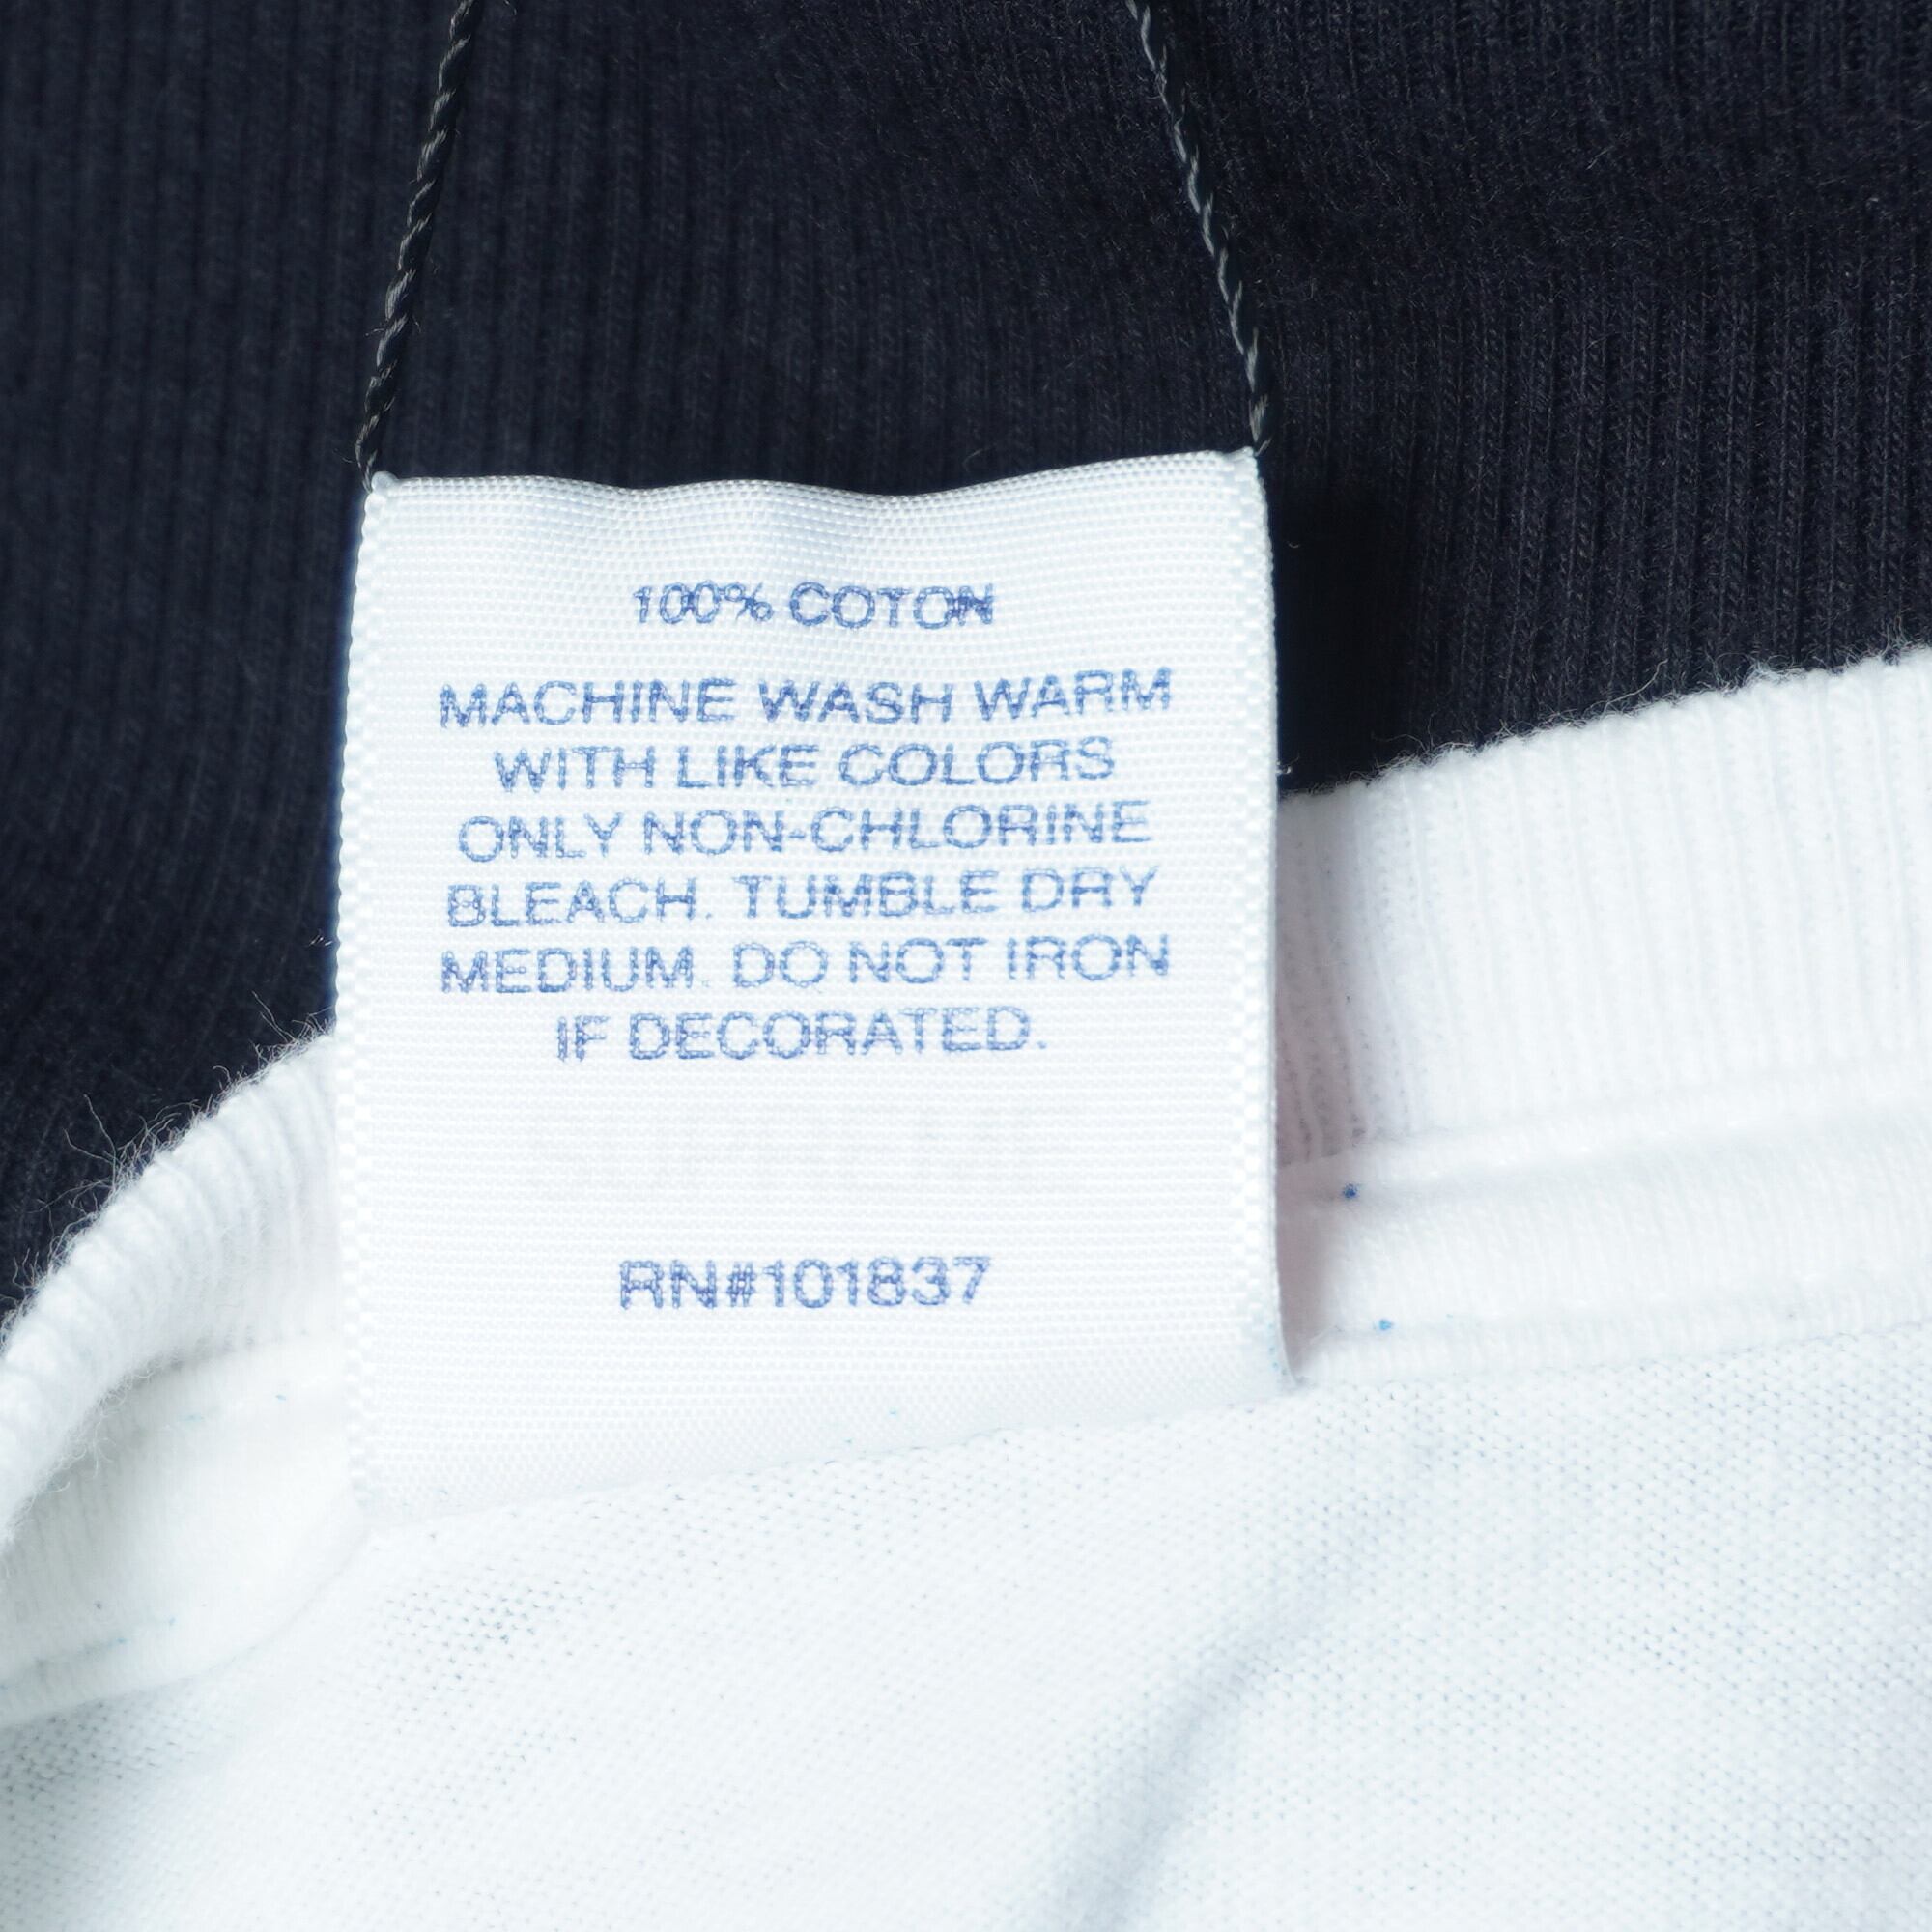 100% COTON
MACHINE WASH WARM
WITH LIKE COLORS
ONLY NON-CHLORINE
BLEACH. TUMBLE DRY
MEDIUM. DO NOT IRON
IF DECORATED.
RN#101837